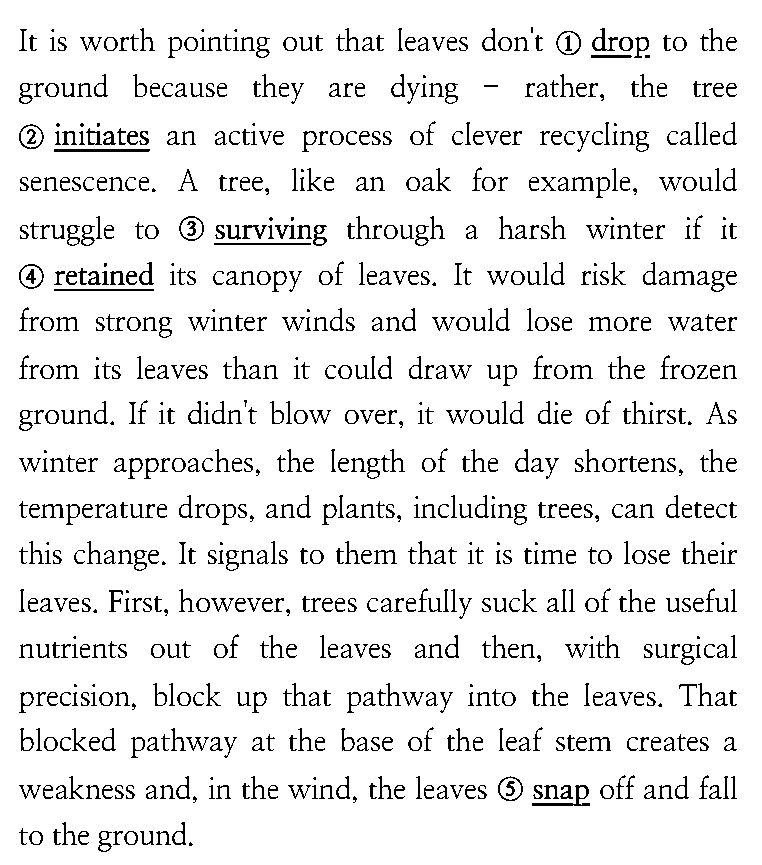 It is worth pointing out that leaves don't ① drop to the
ground because they are dying – rather, the tree
② initiates an active process of clever recycling called
senescence. A tree, like an oak for example, would
struggle to ③ surviving through a harsh winter if it
④ retained its canopy of leaves. It would risk damage
from strong winter winds and would lose more water
from its leaves than it could draw up from the frozen
ground. If it didn't blow over, it would die of thirst. As
winter approaches, the length of the day shortens, the
temperature drops, and plants, including trees, can detect
this change. It signals to them that it is time to lose their
leaves. First, however, trees carefully suck all of the useful
nutrients out of the leaves and then, with surgical
precision, block up that pathway into the leaves. That
blocked pathway at the base of the leaf stem creates a
weakness and, in the wind, the leaves ⑤ snap off and fall
to the ground.